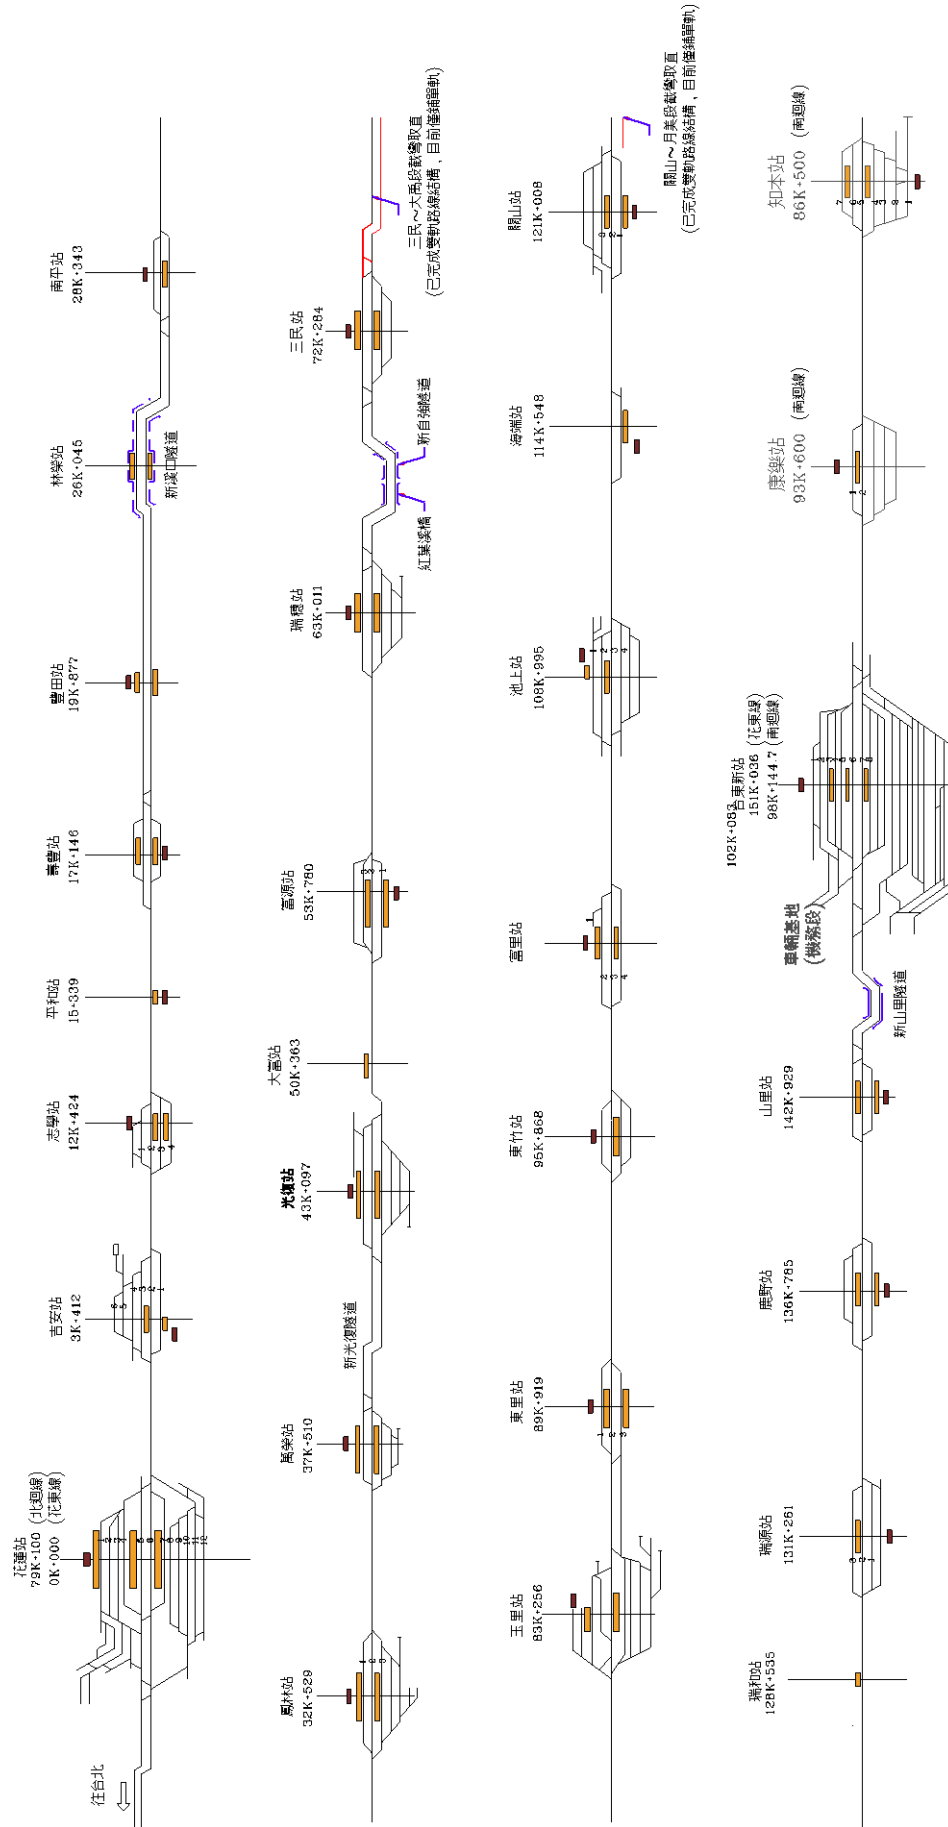 往台北
花蓮站
79K+100 (北迴線)
0K+000 (花東線)
吉安站
3K+412
志學站
12K+424
平和站
15+339
壽豐站
17K+146
豐田站
19K+877
林榮站
26K+045
新溪口隧道
南平站
28K+343
鳳林站
32K+529
萬榮站
37K+510
新光復隧道
光復站
43K+097
大富站
50K+363
富源站
53K+780
瑞穗站
63K+011
紅葉溪橋
新自強隧道
三民站
72K+284
三民~大禹段截彎取直
(已完成雙軌路線結構,目前僅鋪單軌)
玉里站
83K+256
東里站
89K+919
東竹站
95K+868
富里站
池上站
108K+995
海端站
114K+548
關山站
121K+008
關山~月美段截彎取直
(已完成雙軌路線結構,目前僅鋪單軌)
瑞和站
128K+535
瑞源站
131K+261
鹿野站
136K+785
山里站
142K+929
新山里隧道
車輛基地
(機務段)
102K+083
台東新站
151K+036 (花東線)
98K+144.7 (南迴線)
康樂站
93K+600 (南迴線)
知本站
86K+500 (南迴線)